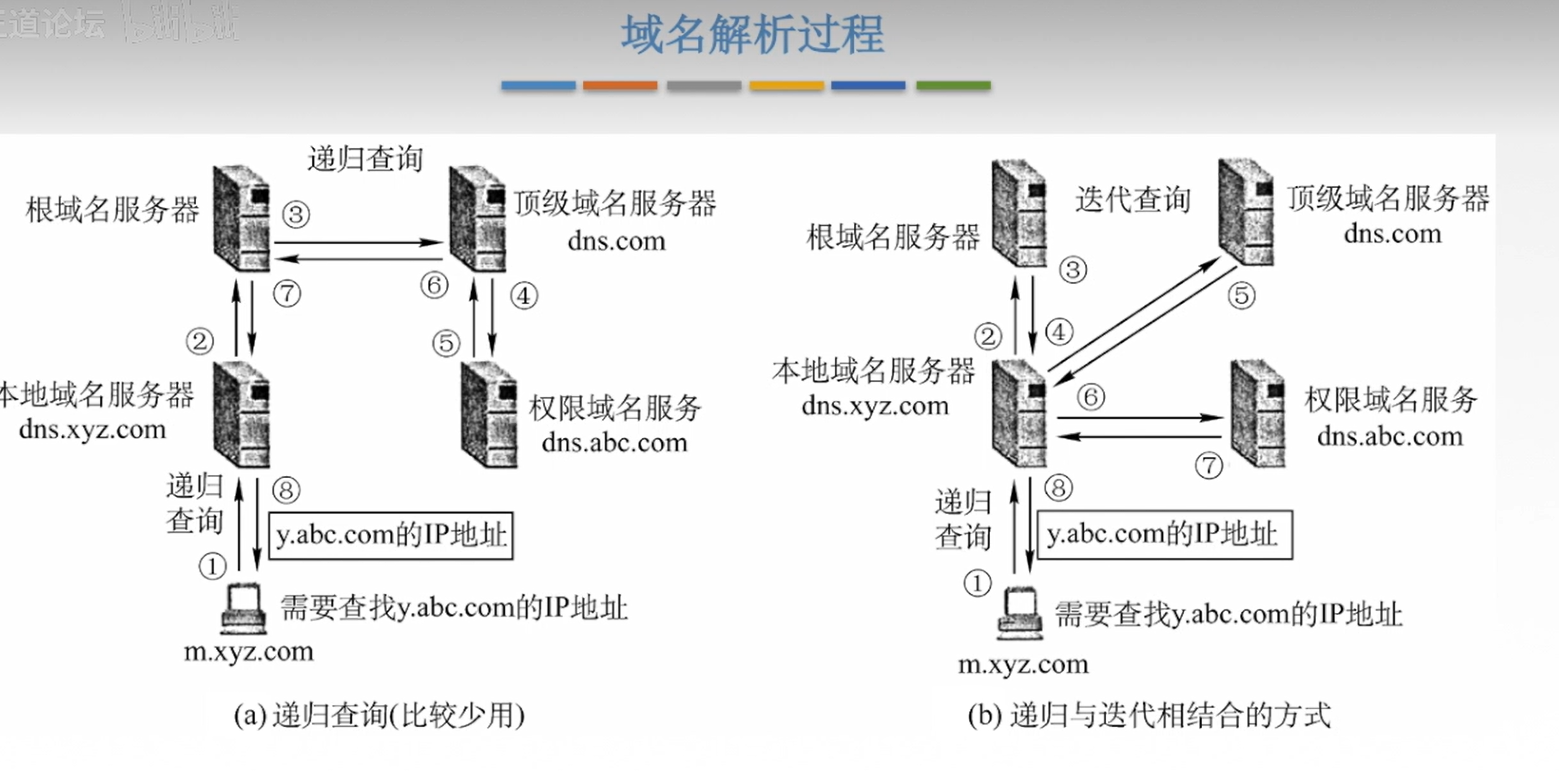 道论坛 bilibili
域名解析过程
递归查询
根域名服务器
③
顶级域名服务器
dns.com
⑥
⑦
④
②
⑤
本地域名服务器
dns.xyz.com
权限域名服务
dns.abc.com
递归
查询
⑧
y.abc.com的IP地址
①
需要查找y.abc.com的IP地址
m.xyz.com
(a) 递归查询(比较少用)
迭代查询
根域名服务器
顶级域名服务器
dns.com
③
⑤
②
④
本地域名服务器
dns.xyz.com
⑥
权限域名服务
dns.abc.com
⑦
递归
查询
⑧
y.abc.com的IP地址
①
需要查找y.abc.com的IP地址
m.xyz.com
(b) 递归与迭代相结合的方式